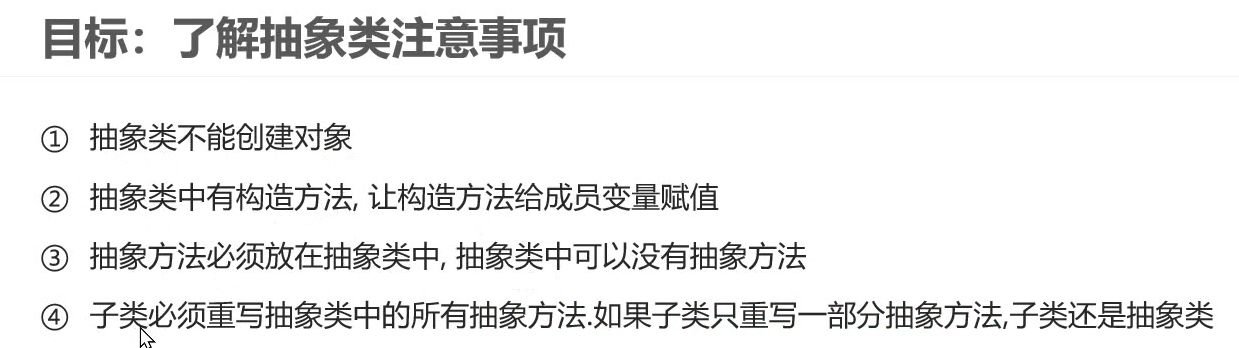 目标：了解抽象类注意事项
① 抽象类不能创建对象
② 抽象类中有构造方法, 让构造方法给成员变量赋值
③ 抽象方法必须放在抽象类中, 抽象类中可以没有抽象方法
④ 子类必须重写抽象类中的所有抽象方法.如果子类只重写一部分抽象方法,子类还是抽象类